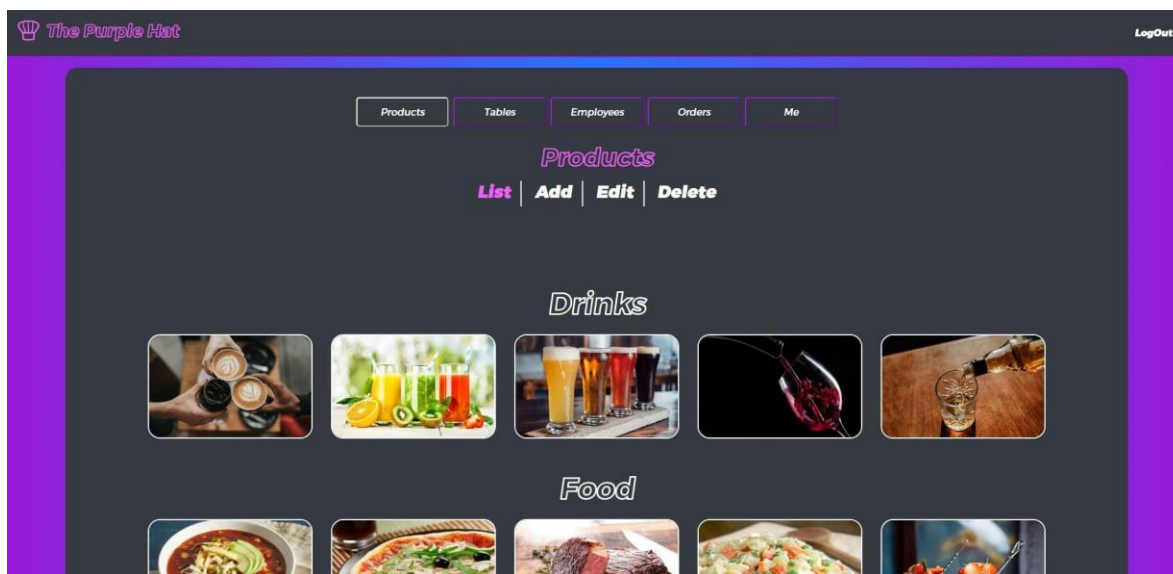 The Purple Hat
LogOut
Products Tables Employees Orders Me
Products
List Add Edit Delete
Drinks
Food